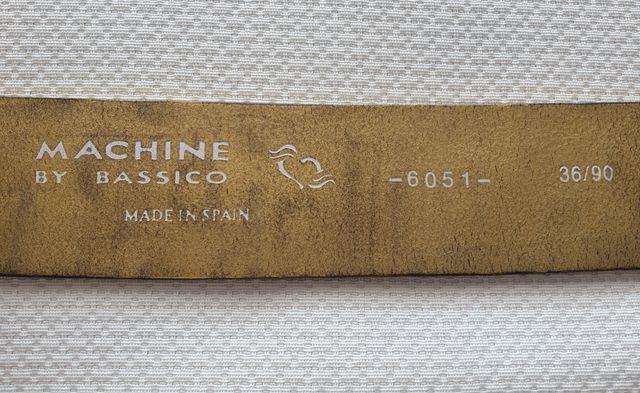 MACHINE
BY BASSICO
MADE IN SPAIN
-6051-
36/90